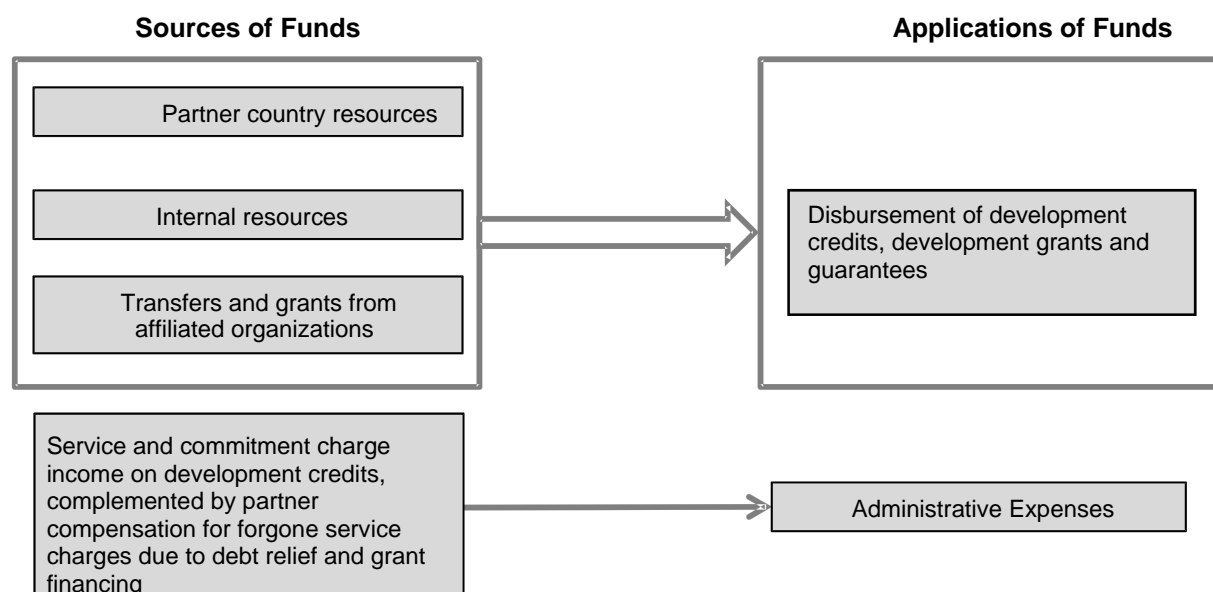 Sources of Funds
Applications of Funds
Partner country resources
Internal resources
Transfers and grants from
affiliated organizations
Disbursement of development
credits, development grants and
guarantees
Service and commitment charge
income on development credits,
complemented by partner
compensation for forgone service
charges due to debt relief and grant
financing
Administrative Expenses